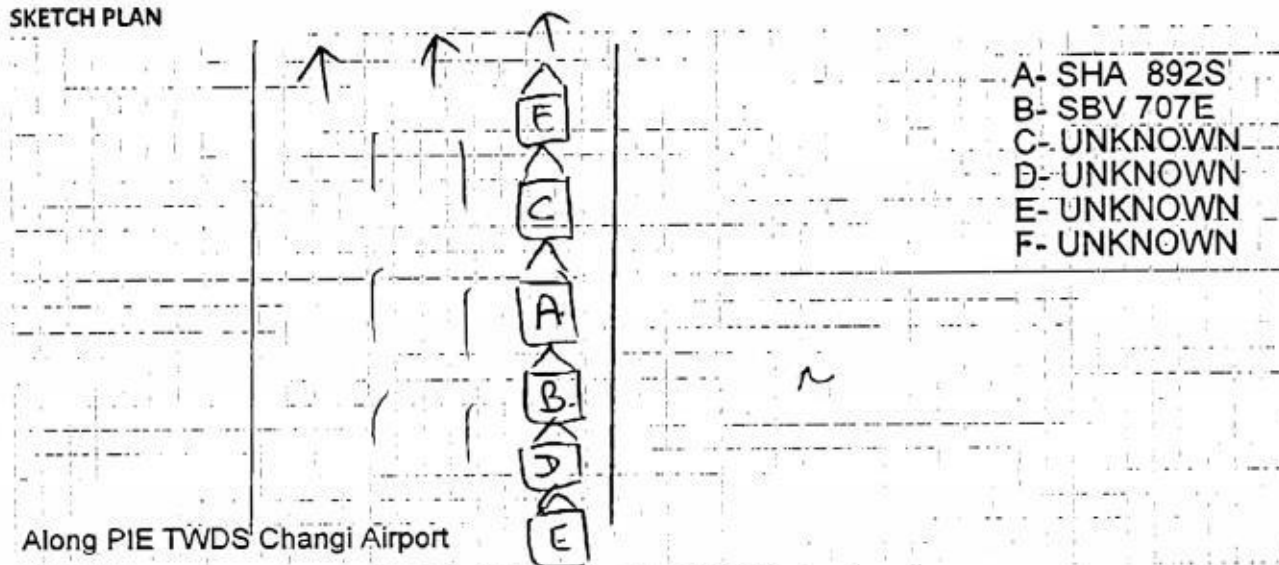 SKETCH PLAN
A- SHA 892S
B- SBV 707E
C- UNKNOWN
D- UNKNOWN
E- UNKNOWN
F- UNKNOWN
F
C
A
B
D
E
Along PIE TWDS Changi Airport